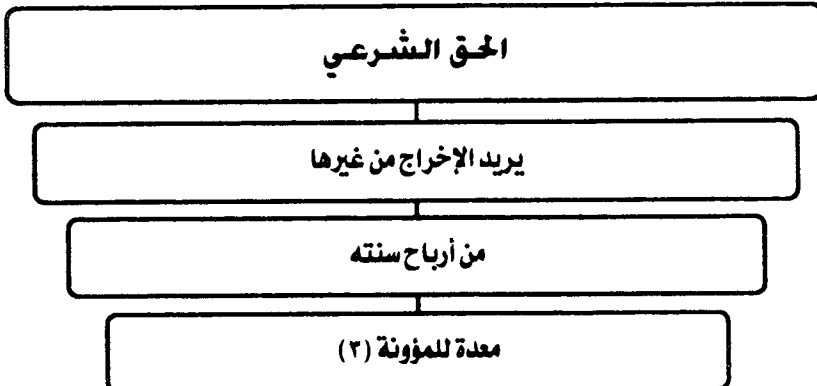 الحق الشرعي
يريد الإخراج من غيرها
من أرباح سنته
معدة للمؤونة (٣)